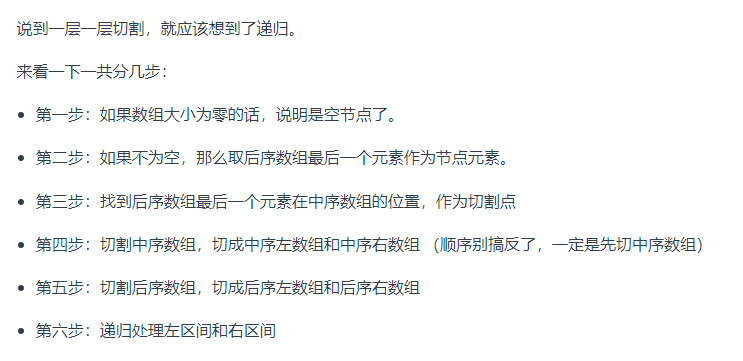 说到一层一层切割，就应该想到了递归。
来看一下一共分几步：
• 第一步：如果数组大小为零的话，说明是空节点了。
• 第二步：如果不为空，那么取后序数组最后一个元素作为节点元素。
• 第三步：找到后序数组最后一个元素在中序数组的位置，作为切割点
• 第四步：切割中序数组，切成中序左数组和中序右数组 （顺序别搞反了，一定是先切中序数组）
• 第五步：切割后序数组，切成后序左数组和后序右数组
• 第六步：递归处理左区间和右区间